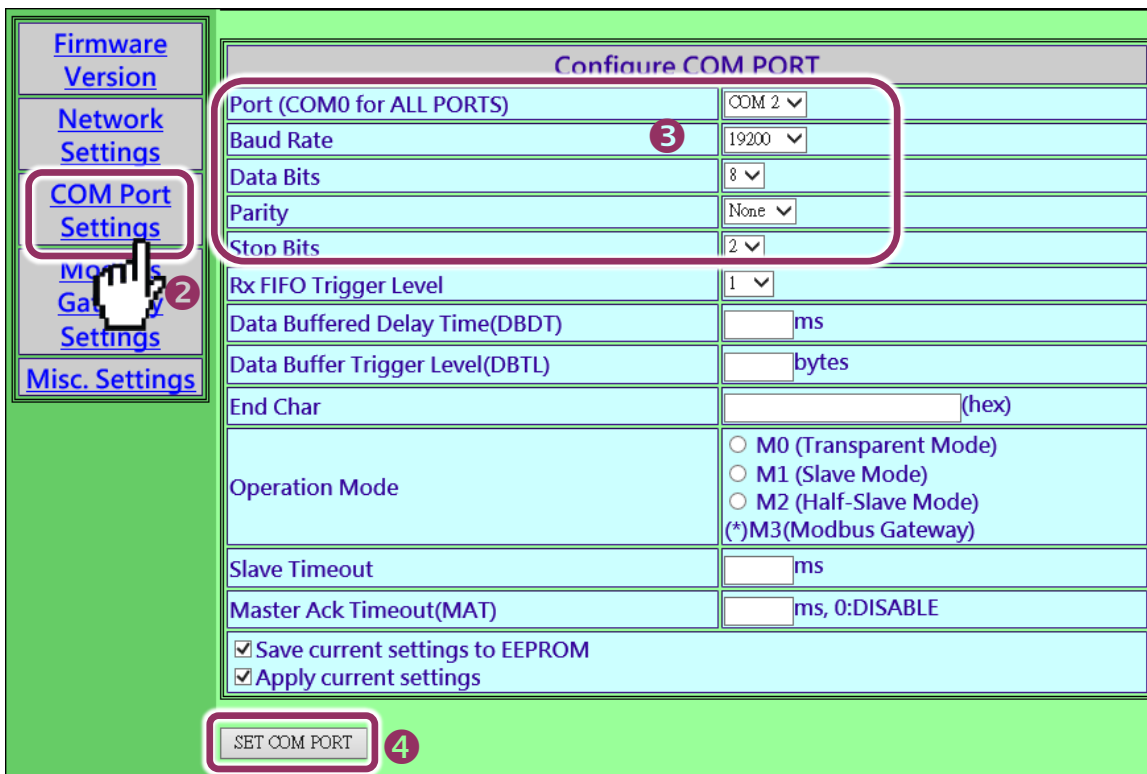 Firmware
Version
Network
Settings
COM Port
Settings
Gateway
Settings
Misc. Settings
Configure COM PORT
Port (COM0 for ALL PORTS)
COM 2
❸
Baud Rate
19200
Data Bits
8
Parity
None
Stop Bits
2
❷
Rx FIFO Trigger Level
1
Data Buffered Delay Time(DBDT)
ms
Data Buffer Trigger Level(DBTL)
bytes
End Char
(hex)
Operation Mode
M0 (Transparent Mode)
M1 (Slave Mode)
M2 (Half-Slave Mode)
(*)M3(Modbus Gateway)
Slave Timeout
ms
Master Ack Timeout(MAT)
ms, 0:DISABLE
Save current settings to EEPROM
Apply current settings
SET COM PORT
❹